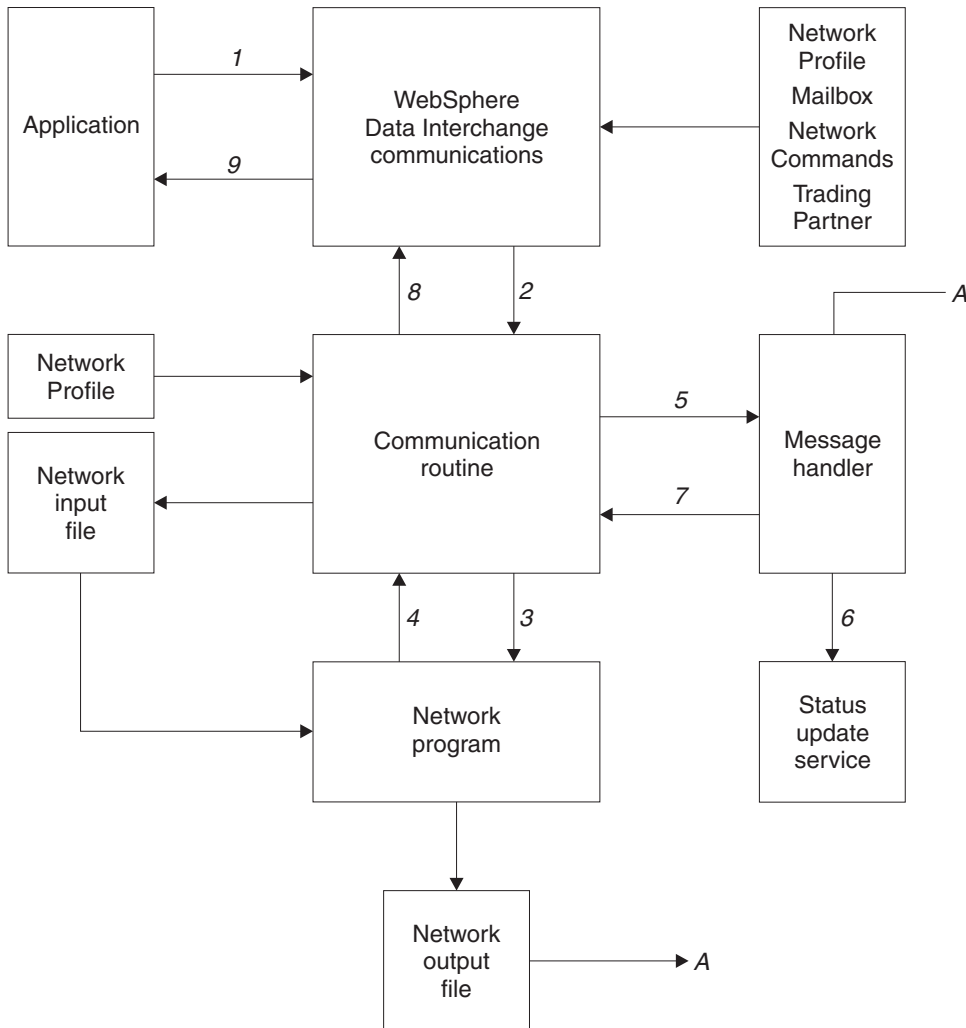 Application
1
9
WebSphere
Data Interchange
communications
Network
Profile
Mailbox
Network
Commands
Trading
Partner
8
2
A
Network
Profile
Network
input
file
Communication
routine
5
7
Message
handler
4
3
6
Network
program
Status
update
service
Network
output
file
A